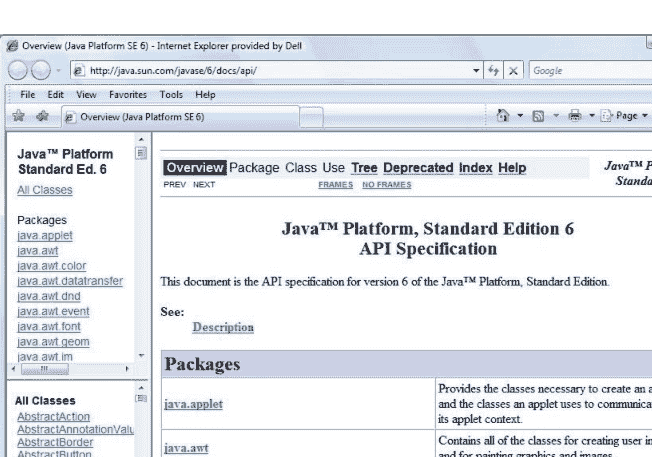 Overview (Java Platform SE 6) - Internet Explorer provided by Dell
http://java.sun.com/javase/6/docs/api/
Google
File Edit View Favorites Tools Help
Overview (Java Platform SE 6)
Page
Java™ Platform
Standard Ed. 6
All Classes
Packages
java.applet
java.awt
java.awt.color
java.awt.datatransfer
java.awt.dnd
java.awt.event
java.awt.font
java.awt.geom
java.awt.im
All Classes
AbstractAction
AbstractAnnotationValu
AbstractBorder
AbstractButton
Overview Package Class Use Tree Deprecated Index Help
PREV NEXT FRAMES NO FRAMES
Java™ P
Standa
Java™ Platform, Standard Edition 6
API Specification
This document is the API specification for version 6 of the Java™ Platform, Standard Edition.
See:
Description
Packages
java.applet
Provides the classes necessary to create an a
and the classes an applet uses to communica
its applet context.
java.awt
Contains all of the classes for creating user in
and for painting graphics and images.